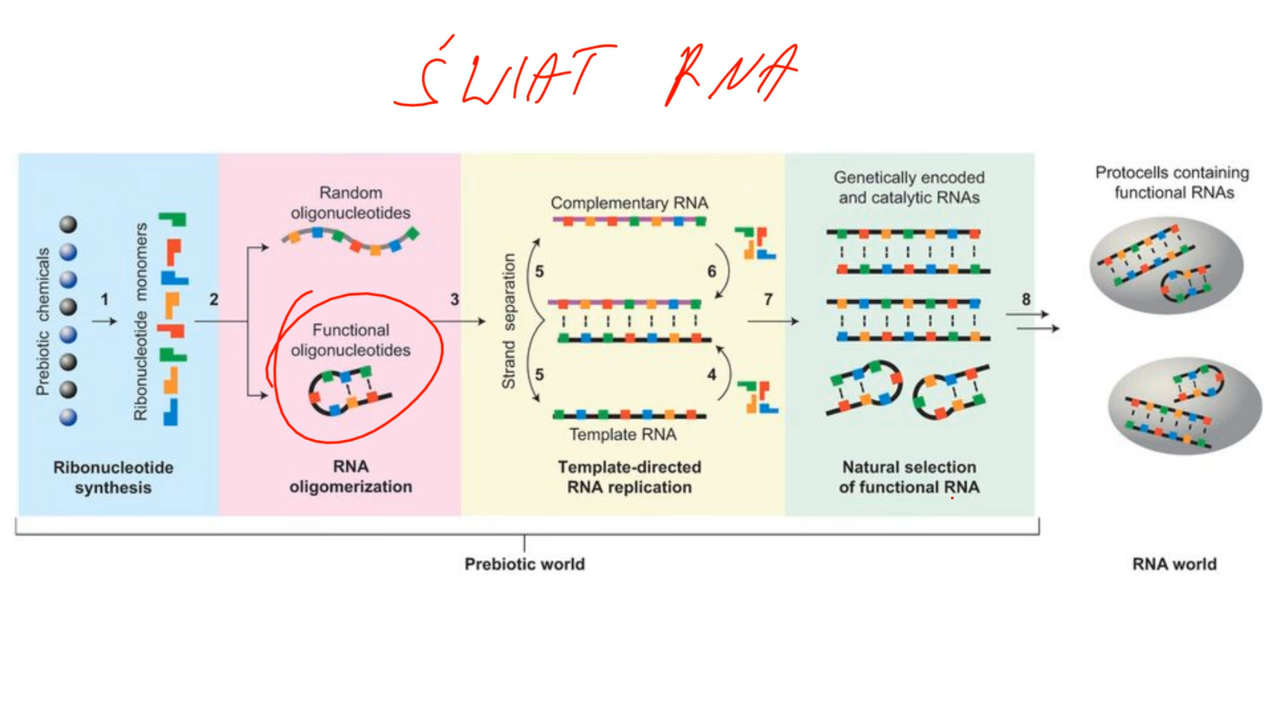 ŚWIAT RNA
Prebiotic chemicals
1
Ribonucleotide monomers
2
Ribonucleotide
synthesis
Random
oligonucleotides
Functional
oligonucleotides
RNA
oligomerization
3
Strand separation
Complementary RNA
5
6
5
4
Template RNA
Template-directed
RNA replication
7
Genetically encoded
and catalytic RNAs
Natural selection
of functional RNA
8
Protocells containing
functional RNAs
Prebiotic world
RNA world